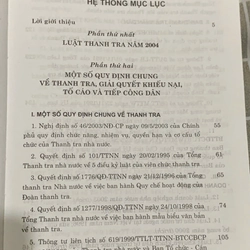 HỆ THỐNG MỤC LỤC
Lời giới thiệu 5
Phần thứ nhất
LUẬT THANH TRA NĂM 2004
Phần thứ hai
MỘT SỐ QUY ĐỊNH CHUNG
VỀ THANH TRA, GIẢI QUYẾT KHIẾU NẠI,
TỐ CÁO VÀ TIẾP CÔNG DÂN
I. MỘT SỐ QUY ĐỊNH CHUNG VỀ THANH TRA
1. Nghị định số 46/2003/NĐ-CP ngày 09/5/2003 của Chính 55
phủ quy định chức năng, nhiệm vụ, quyền hạn và cơ cấu tổ
chức của Thanh tra nhà nước
2. Quyết định số 101/TTNN ngày 20/02/1995 của Tổng 61
Thanh tra nhà nước về 5 điều kỷ luật của viên chức thanh tra
3. Quyết định số 1776/QĐ-TTNN ngày 21/12/1996 của Tổng 65
thanh tra Nhà nước về việc ban hành Quy chế hoạt động của
Đoàn thanh tra.
4. Quyết định số 1277/1998/QĐ-TTNN ngày 24/10/1998 của 74
Tổng Thanh tra nhà nước về việc ban hành mẫu biểu văn bản
về thanh tra.
5. Thông tư liên tịch số 619/1999/TTLT-TTNN-BTCCBCP